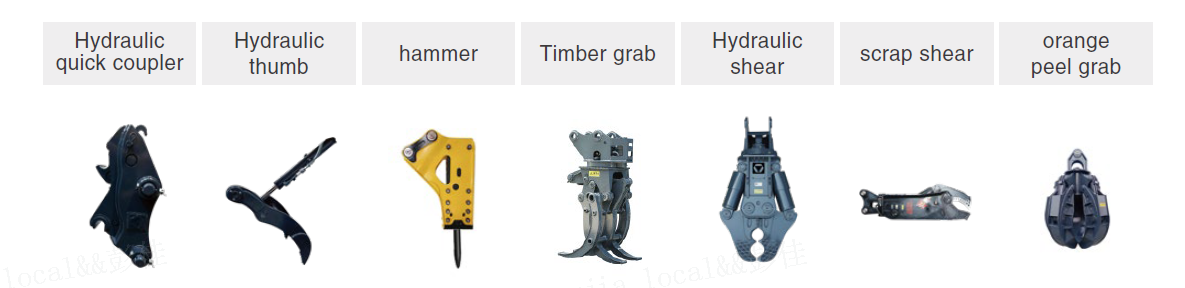 Hydraulic
quick coupler
Hydraulic
thumb
hammer
Timber grab
Hydraulic
shear
scrap shear
orange
peel grab